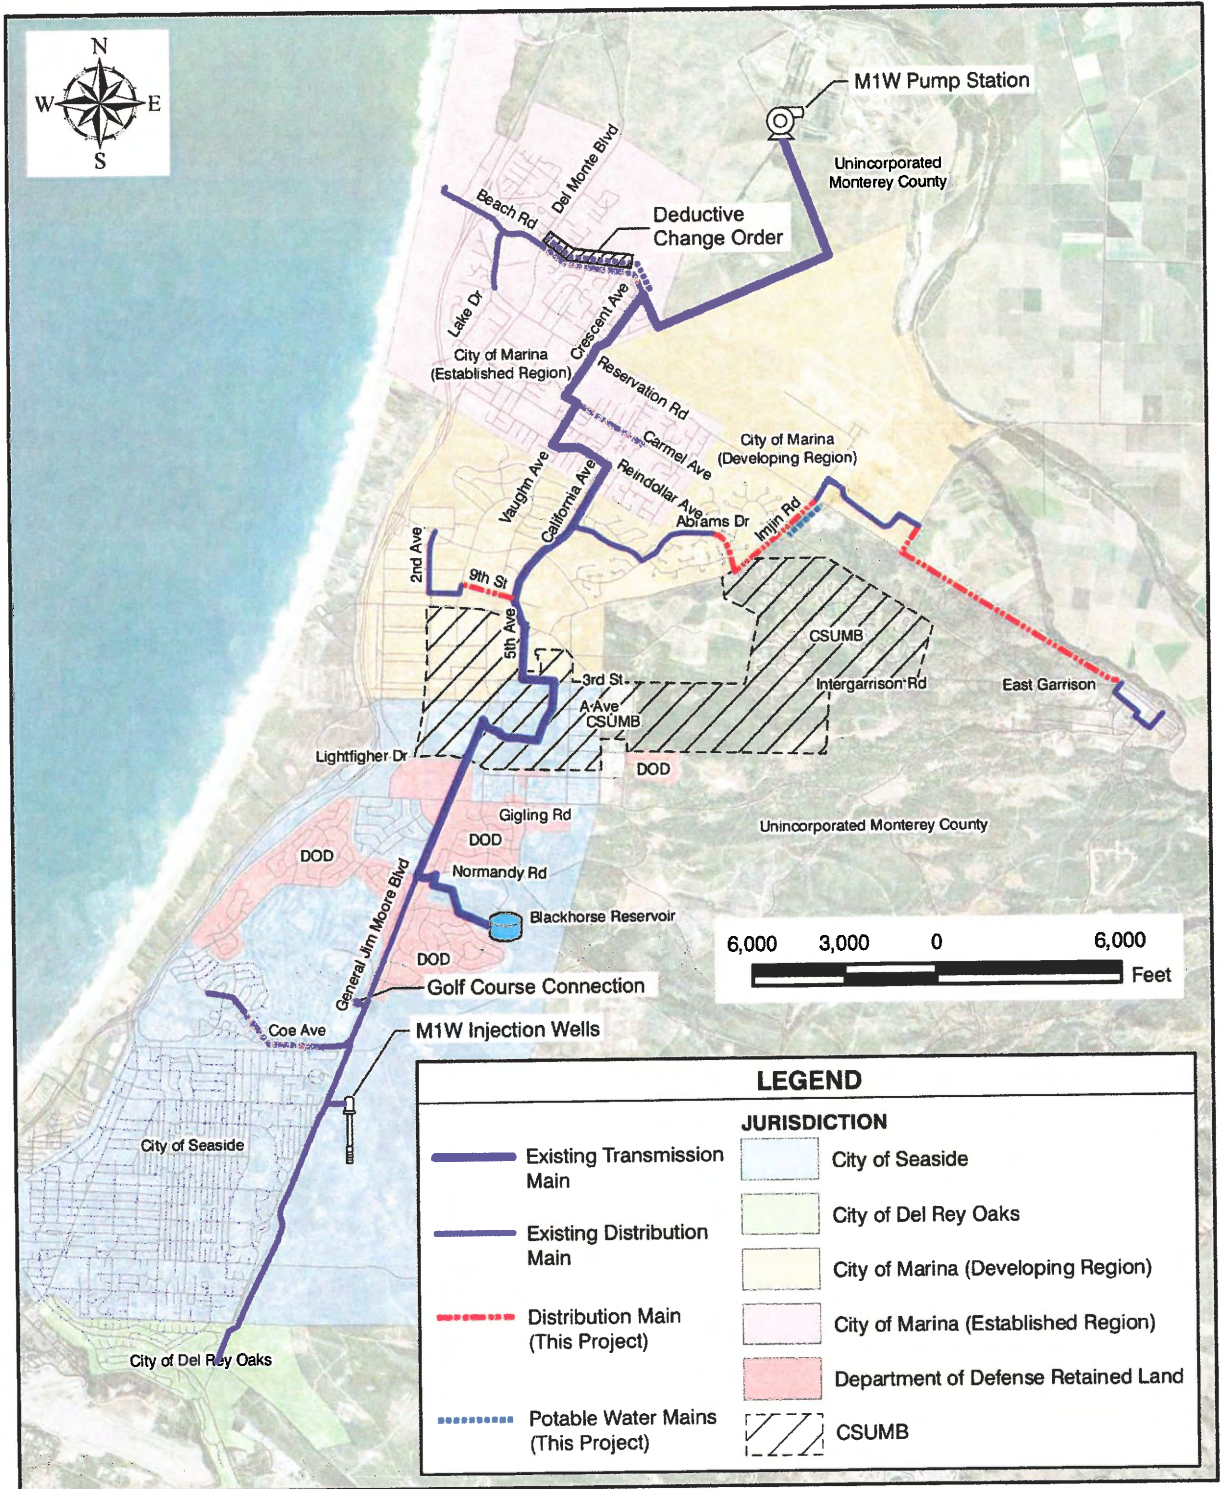 N
W
E
S
M1W Pump Station
Unincorporated
Monterey County
Del Monte Blvd
Beach Rd
Deductive
Change Order
Lake Dr
Crescent Ave
City of Marina
(Established Region)
Reservation Rd
Carmel Ave
City of Marina
(Developing Region)
Vaughn Ave
California Ave
Reindollar Ave
Abrams Dr
Imjin Rd
2nd Ave
9th St
5th Ave
CSUMB
3rd St
Intergarrison Rd
East Garrison
A Ave
CSUMB
Lightfigher Dr
DOD
Gigling Rd
Unincorporated Monterey County
DOD
DOD
Normandy Rd
General Jim Moore Blvd
Blackhorse Reservoir
6,000
3,000
0
6,000
Feet
DOD
Golf Course Connection
Coe Ave
M1W Injection Wells
City of Seaside
City of Del Rey Oaks
LEGEND
Existing Transmission
Main
Existing Distribution
Main
Distribution Main
(This Project)
Potable Water Mains
(This Project)
JURISDICTION
City of Seaside
City of Del Rey Oaks
City of Marina (Developing Region)
City of Marina (Established Region)
Department of Defense Retained Land
CSUMB